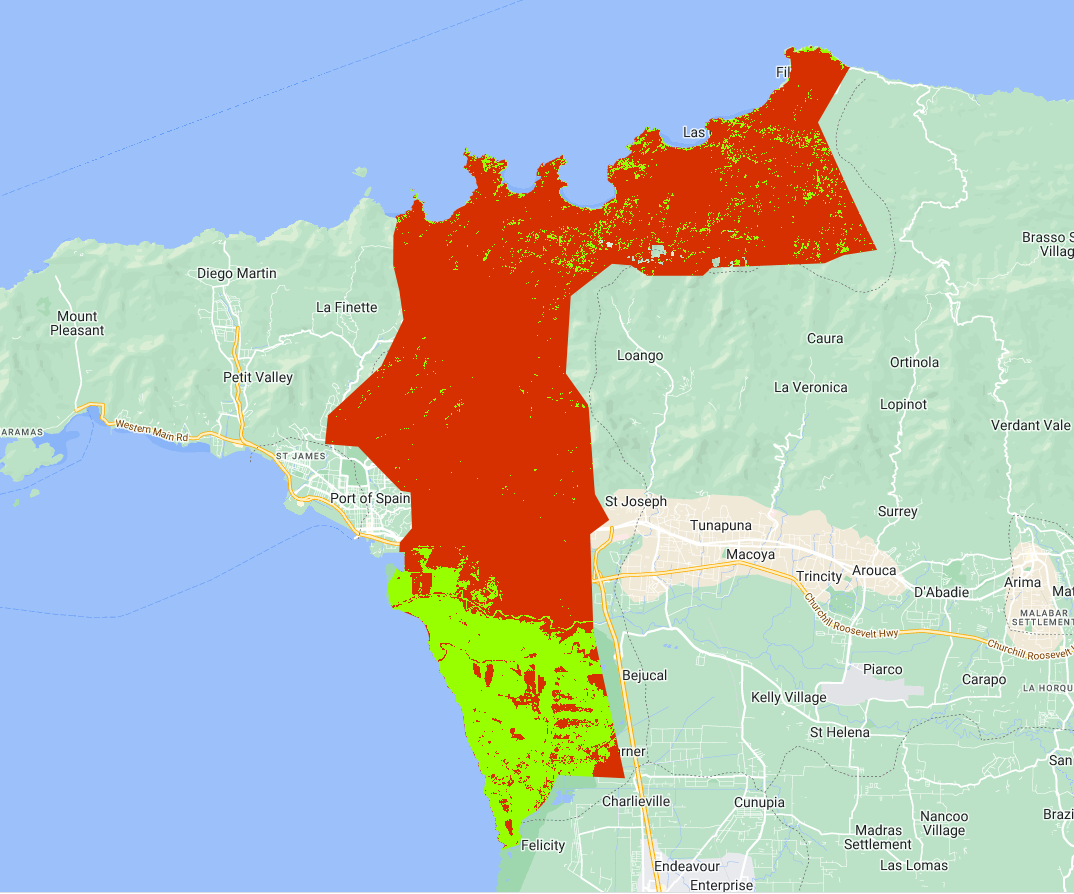 Fil
Las
Brasso S
Villag
Diego Martin
La Finette
Mount
Pleasant
Caura
Loango
Ortinola
Petit Valley
La Veronica
Lopinot
Verdant Vale
ARAMAS
Western Main Rd
ST JAMES
Port of Spain
St Joseph
Surrey
Tunapuna
Macoya
Trincity
Arouca
D'Abadie
Arima
Mat
MALABAR
SETTLEMENT
Churchill Roosevelt Hwy
Churchill Roosevelt H
Piarco
Bejucal
Carapo
LA HORQU
Kelly Village
St Helena
rner
San
Charlieville
Cunupia
Nancoo
Village
Brazi
Madras
Settlement
Felicity
Las Lomas
Endeavour
Enterprise